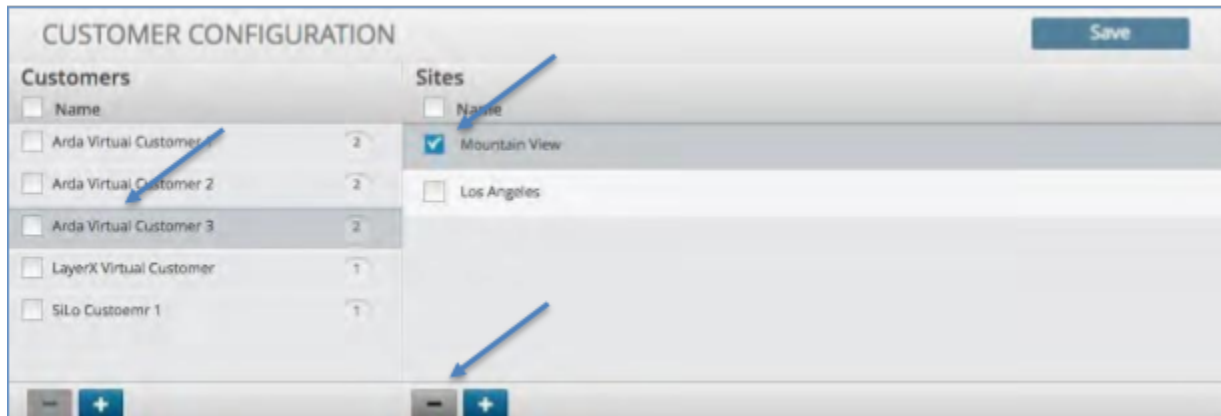 CUSTOMER CONFIGURATION
Save
Customers
Name
Arda Virtual Customer 1 2
Arda Virtual Customer 2 2
Arda Virtual Customer 3 2
LayerX Virtual Customer 1
SiLo Custoemr 1 1
Sites
Name
Mountain View
Los Angeles